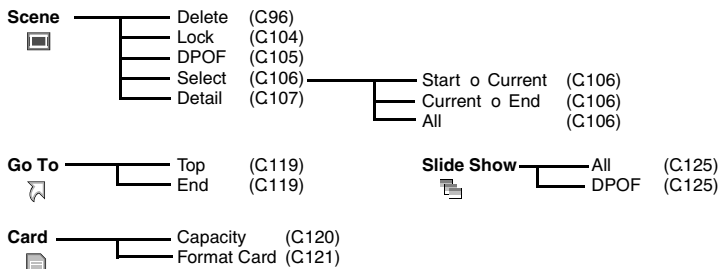 Scene Delete (C96)
Lock (C104)
DPOF (C105)
Select (C106) Start o Current (C106)
Detail (C107) Current o End (C106)
All (C106)
Go To Top (C119) Slide Show All (C125)
End (C119) DPOF (C125)
Card Capacity (C120)
Format Card (C121)